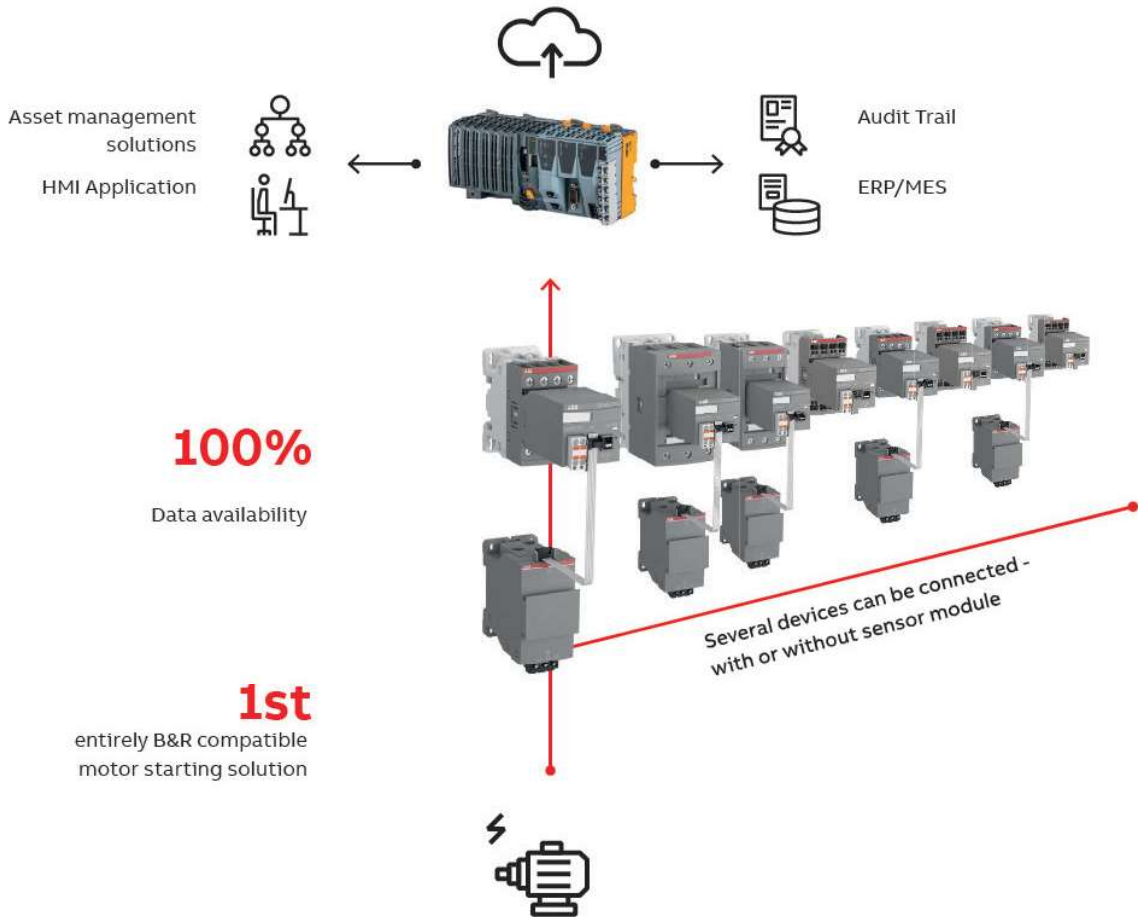 Asset management
solutions
HMI Application
Audit Trail
ERP/MES
100%
Data availability
Several devices can be connected -
with or without sensor module
1st
entirely B&R compatible
motor starting solution